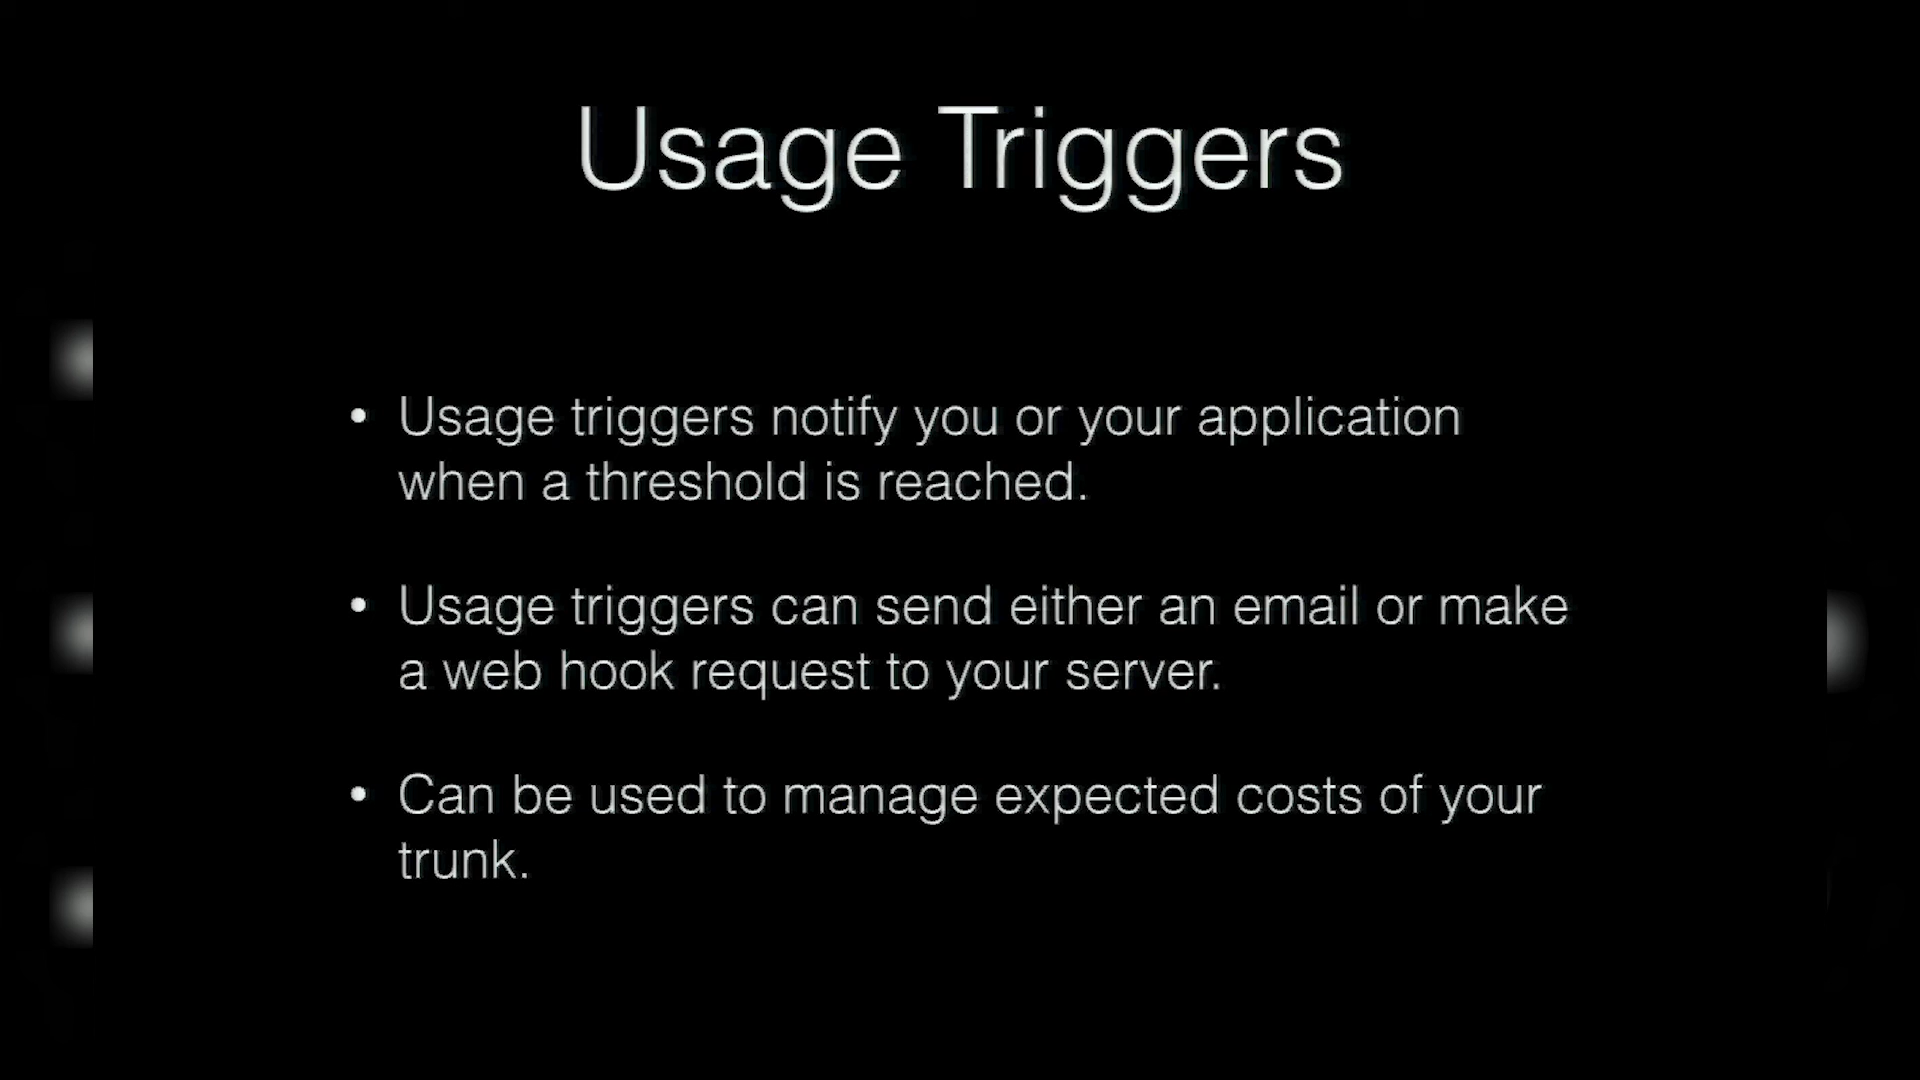 Usage Triggers
• Usage triggers notify you or your application
when a threshold is reached.
• Usage triggers can send either an email or make
a web hook request to your server.
• Can be used to manage expected costs of your
trunk.